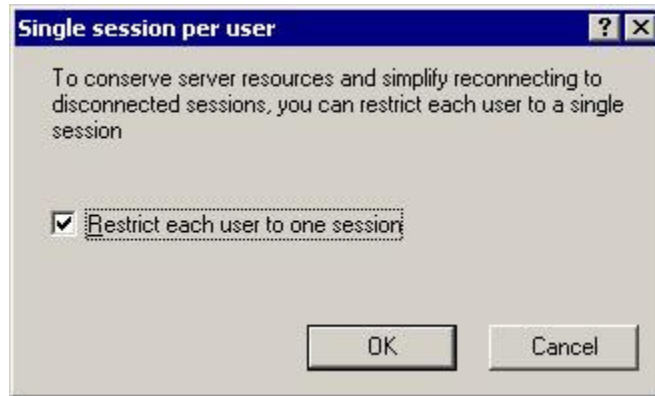 Single session per user
To conserve server resources and simplify reconnecting to
disconnected sessions, you can restrict each user to a single
session
Restrict each user to one session
OK Cancel